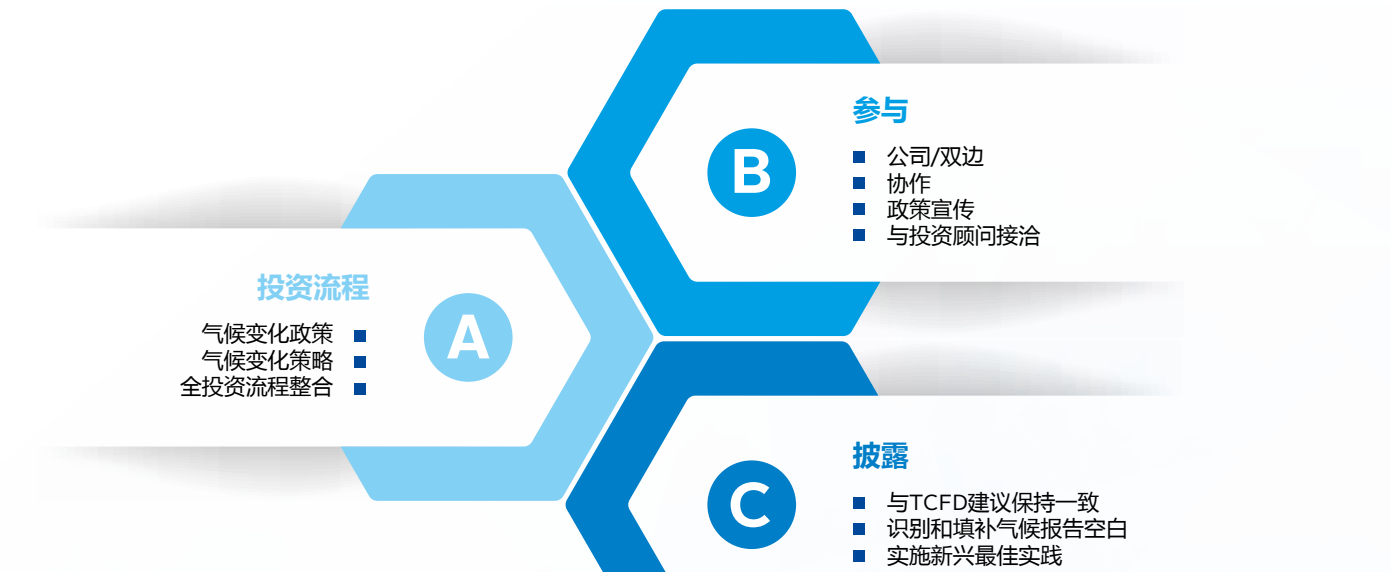 A
投资流程
气候变化政策
气候变化策略
全投资流程整合
B
参与
公司/双边
协作
政策宣传
与投资顾问接洽
C
披露
与TCFD建议保持一致
识别和填补气候报告空白
实施新兴最佳实践